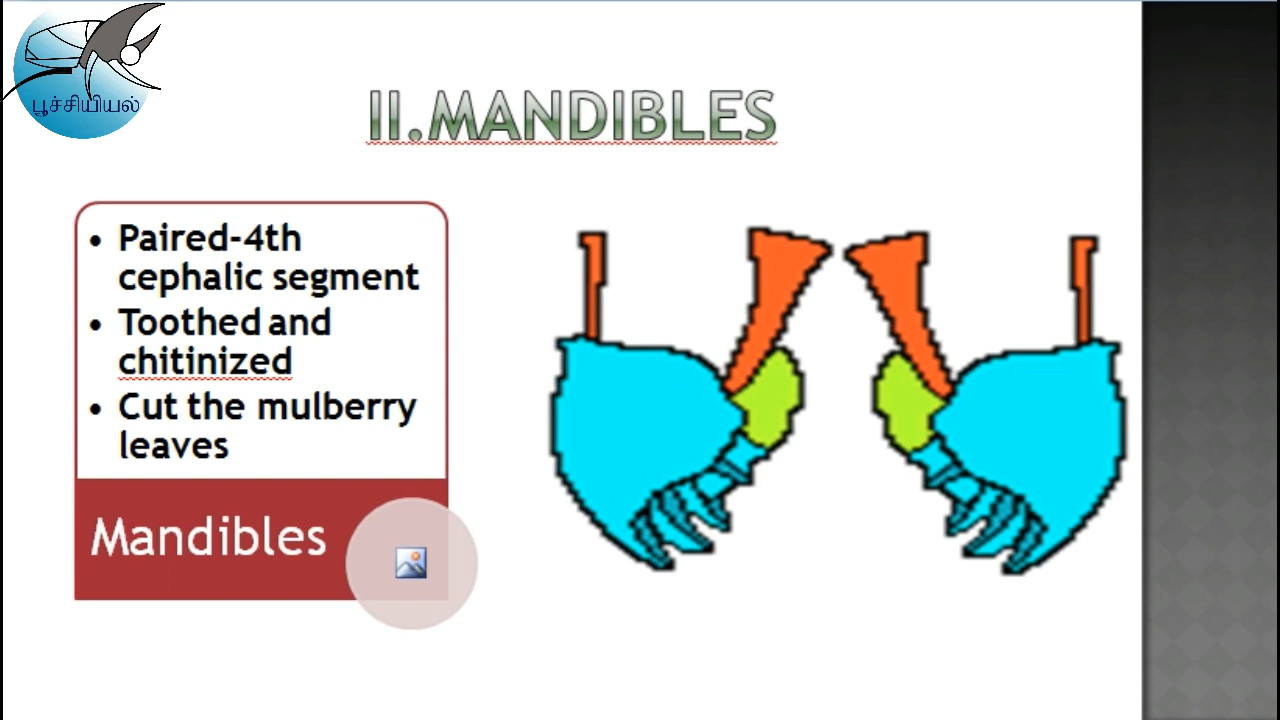 பூச்சியியல்
II.MANDIBLES
• Paired-4th
cephalic segment
• Toothed and
chitinized
• Cut the mulberry
leaves
Mandibles